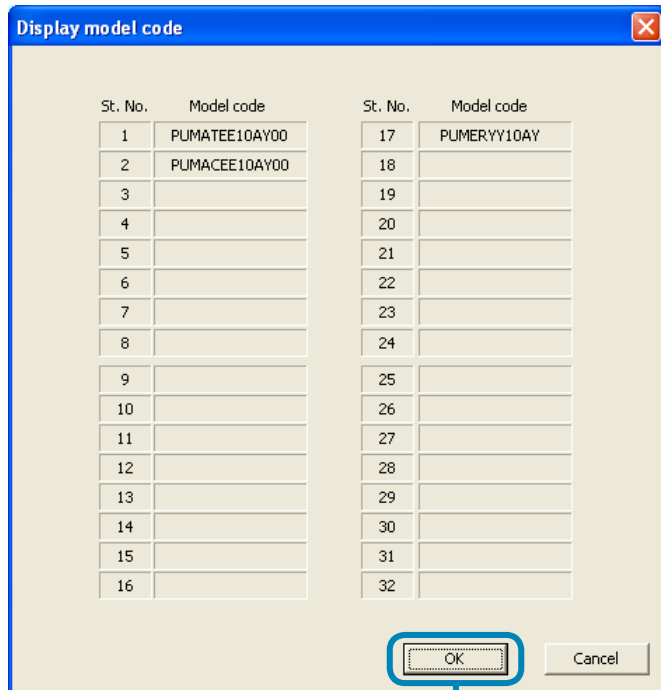 Display model code
St. No. Model code St. No. Model code
1 PUMATEE10AY00 17 PUMERYY10AY
2 PUMACEE10AY00 18
3 19
4 20
5 21
6 22
7 23
8 24
9 25
10 26
11 27
12 28
13 29
14 30
15 31
16 32
OK Cancel